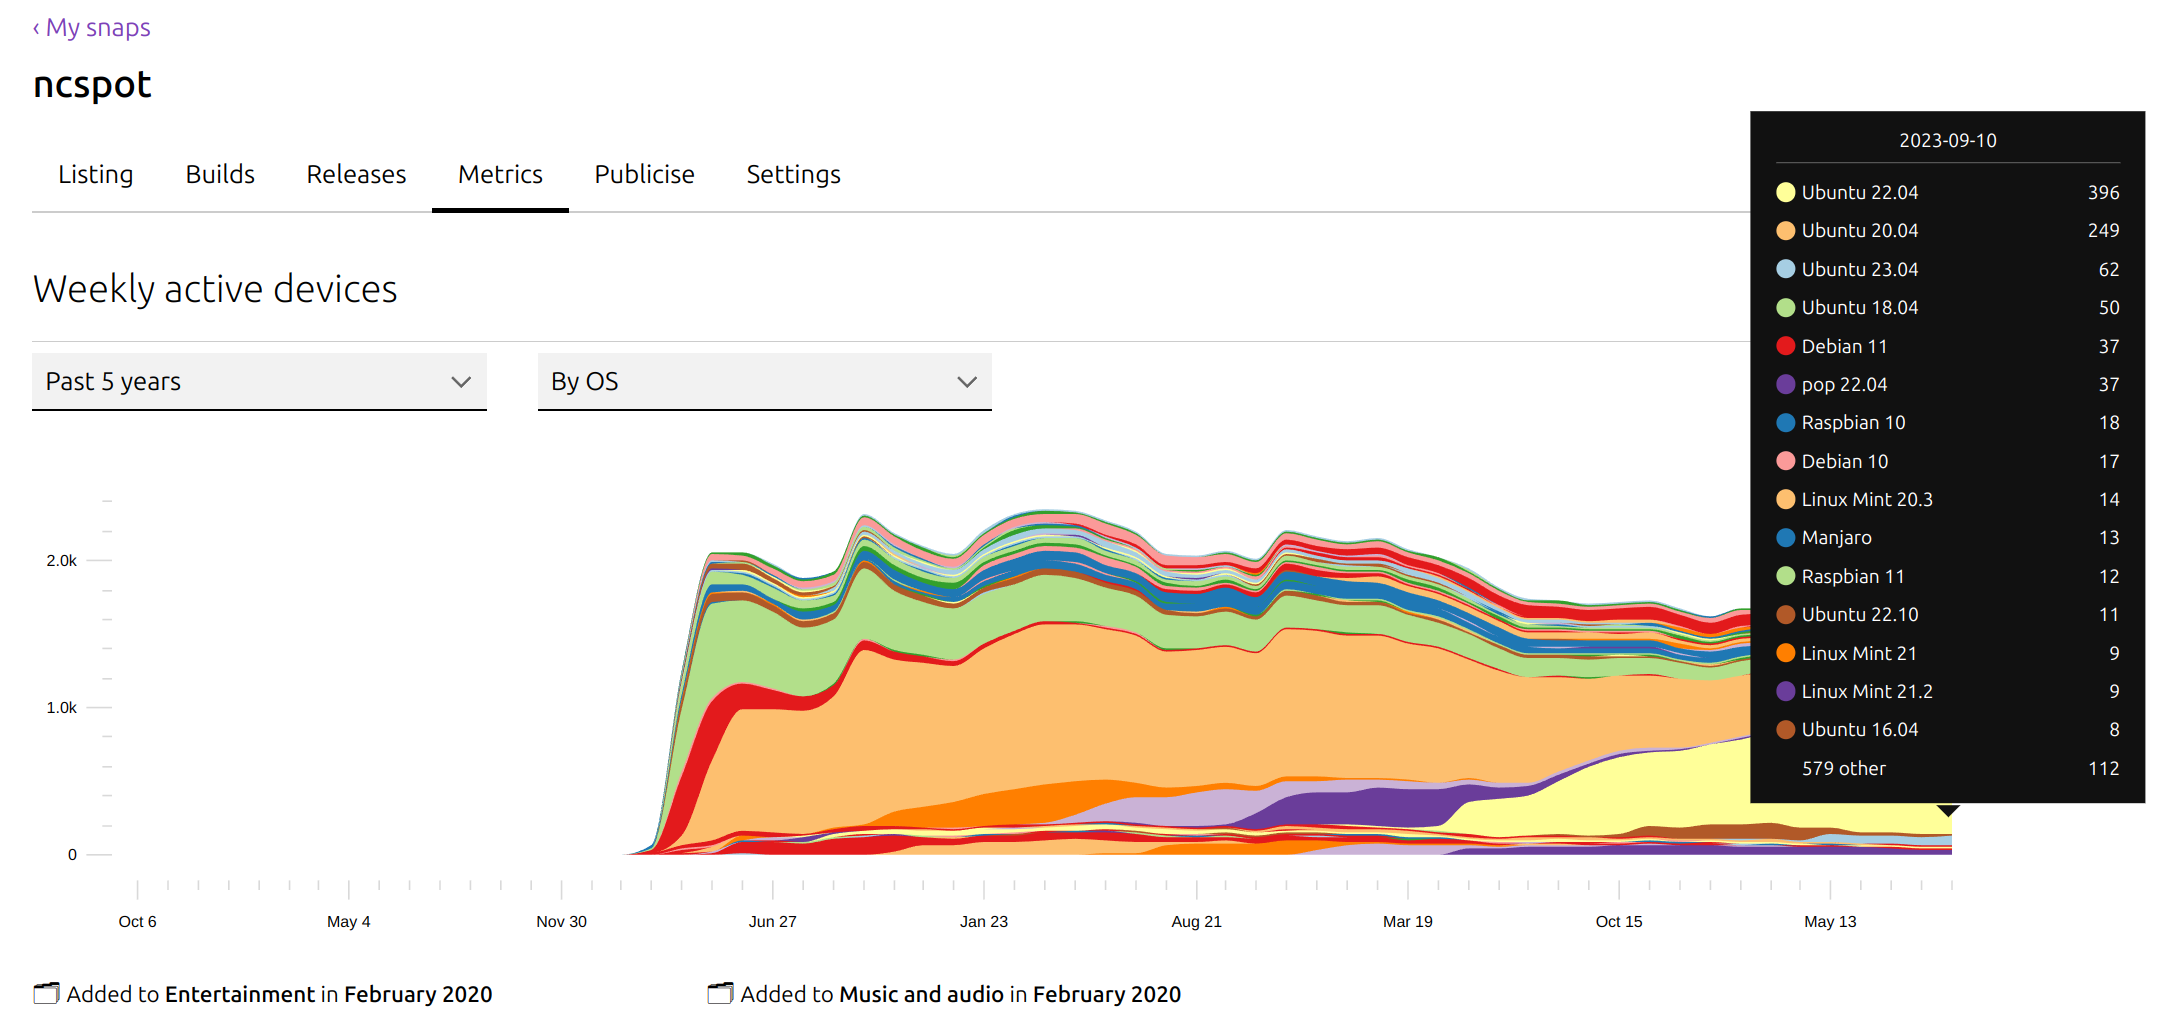 ‹ My snaps
ncspot
Listing Builds Releases Metrics Publicise Settings
Weekly active devices
Past 5 years By OS
2023-09-10
Ubuntu 22.04 396
Ubuntu 20.04 249
Ubuntu 23.04 62
Ubuntu 18.04 50
Debian 11 37
pop 22.04 37
Raspbian 10 18
Debian 10 17
Linux Mint 20.3 14
Manjaro 13
Raspbian 11 12
Ubuntu 22.10 11
Linux Mint 21 9
Linux Mint 21.2 9
Ubuntu 16.04 8
579 other 112
2.0k
1.0k
0
Oct 6 May 4 Nov 30 Jun 27 Jan 23 Aug 21 Mar 19 Oct 15 May 13
Added to Entertainment in February 2020 Added to Music and audio in February 2020